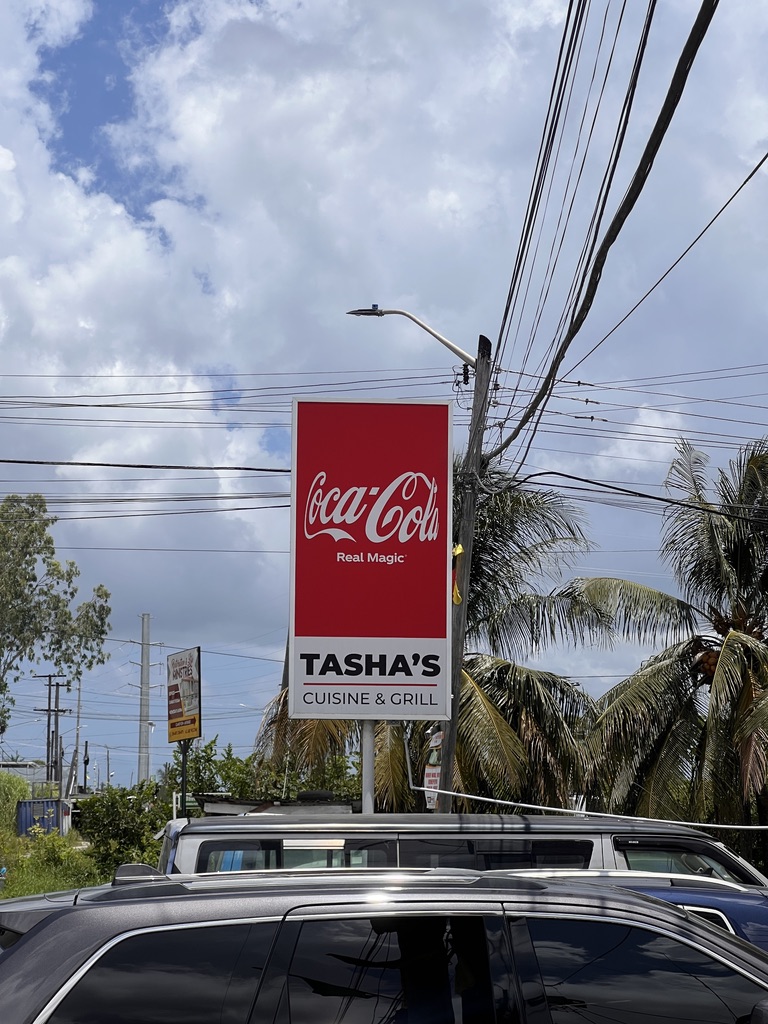 Coca-Cola
Real Magic
TASHA'S
CUISINE & GRILL